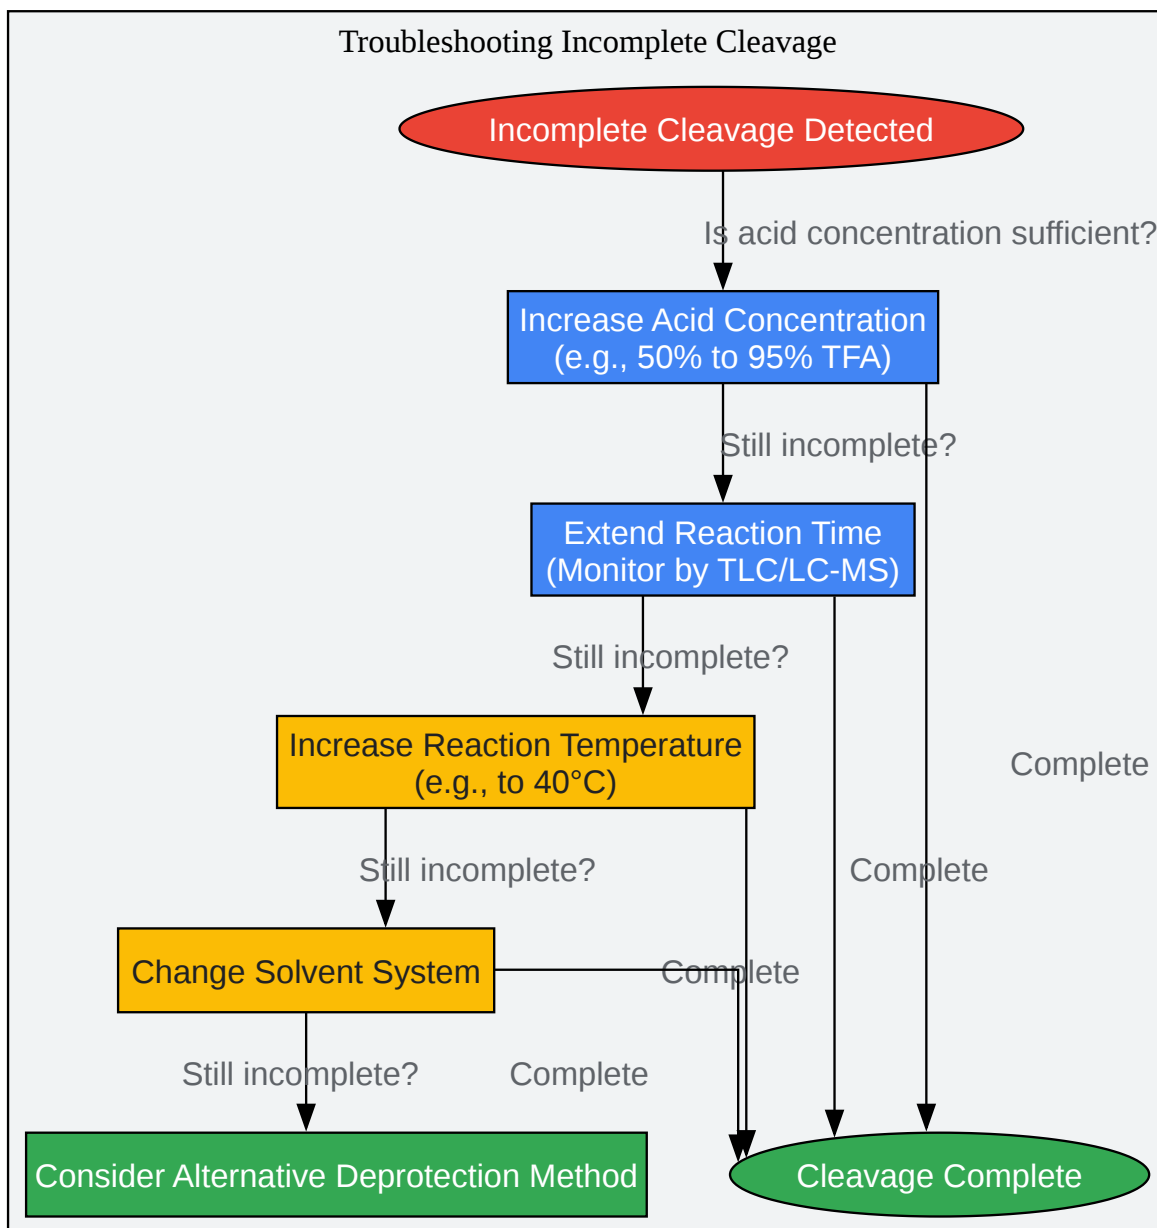 Troubleshooting Incomplete Cleavage
Incomplete Cleavage Detected
Is acid concentration sufficient?
Increase Acid Concentration
(e.g., 50% to 95% TFA)
Still incomplete?
Extend Reaction Time
(Monitor by TLC/LC-MS)
Still incomplete?
Increase Reaction Temperature
(e.g., to 40°C)
Complete
Still incomplete?
Complete
Change Solvent System
Complete
Still incomplete?
Complete
Consider Alternative Deprotection Method
Cleavage Complete